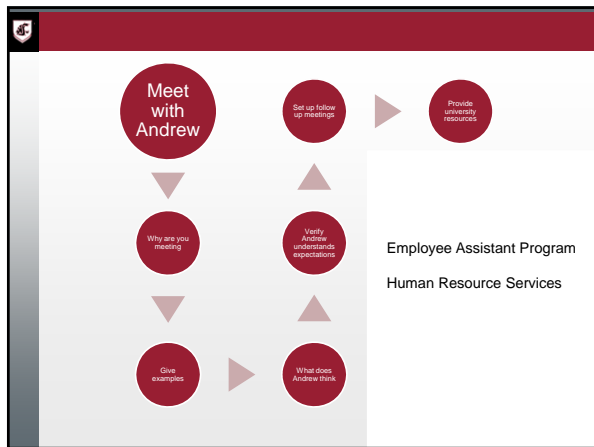 Meet
with
Andrew
Why are you
meeting
Give
examples
What does
Andrew think
Verify
Andrew
understands
expectations
Set up follow
up meetings
Provide
university
resources
Employee Assistant Program
Human Resource Services